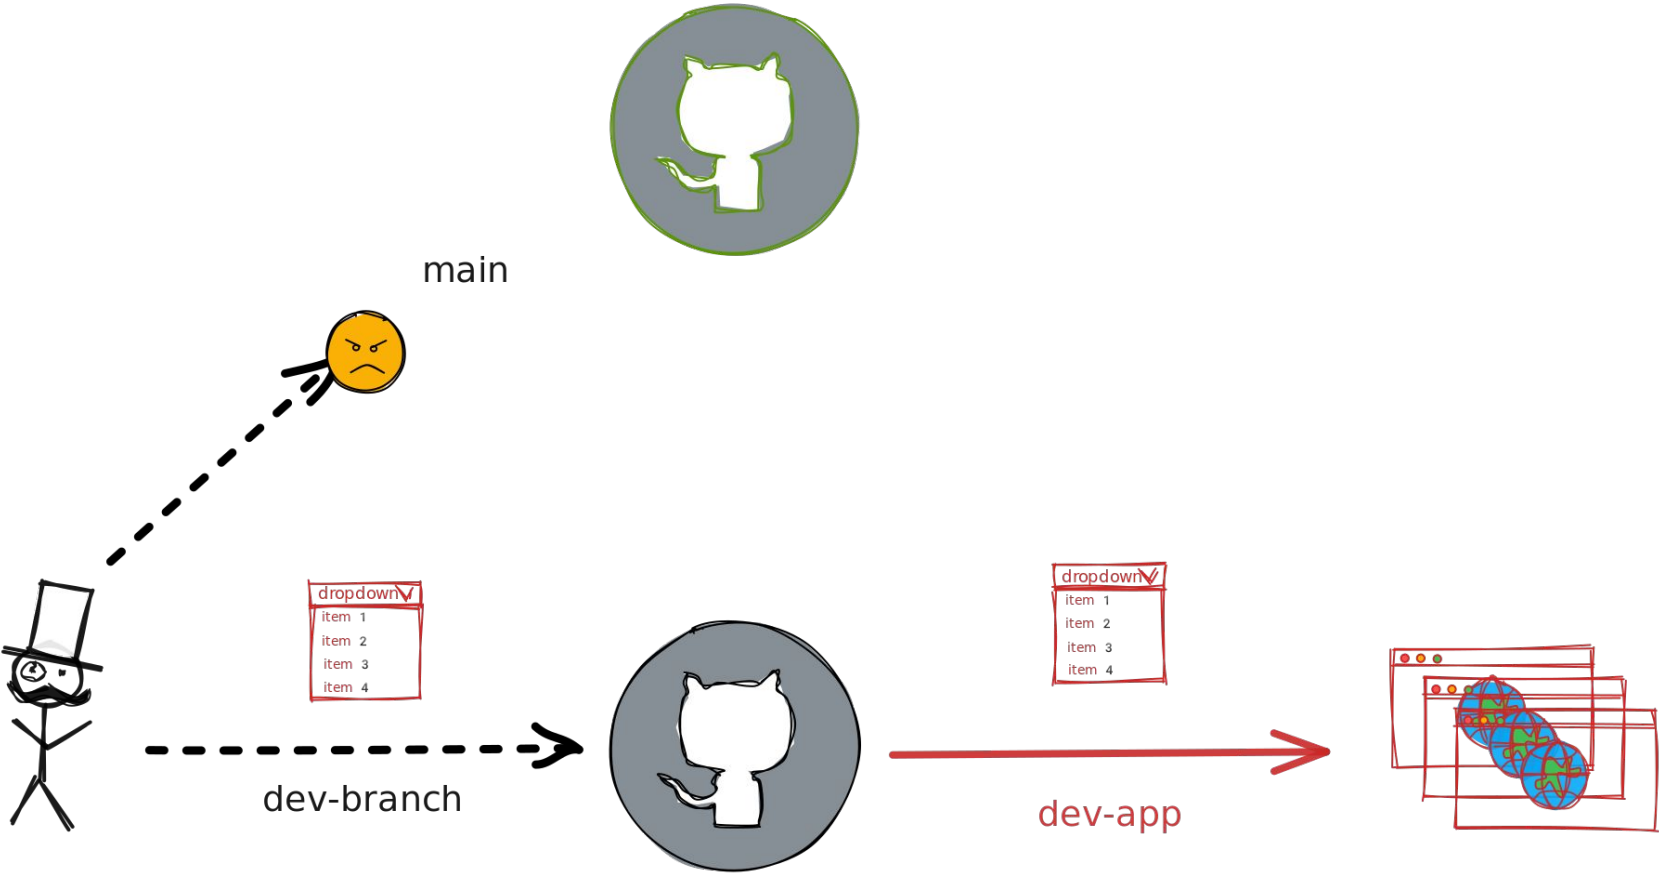 main
dropdown
item 1
item 2
item 3
item 4
dev-branch
dropdown
item 1
item 2
item 3
item 4
dev-app